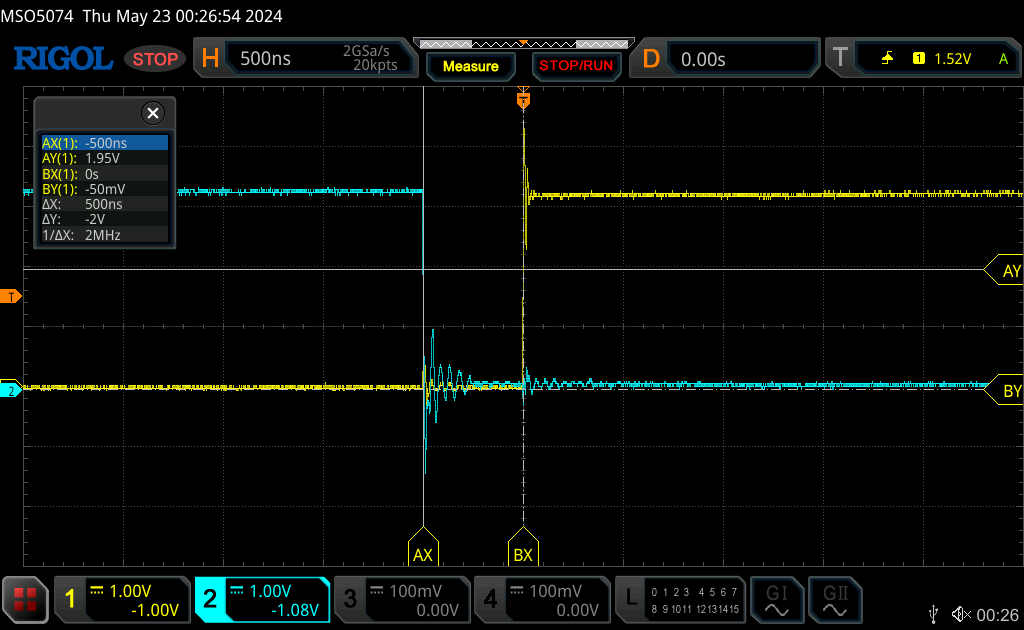 MSO5074 Thu May 23 00:26:54 2024
RIGOL STOP H 500ns 2GSa/s 20kpts Measure STOP/RUN D 0.00s T 1 1.52V A
T
AX(1): -500ns
AY(1): 1.95V
BX(1): 0s
BY(1): -50mV
ΔX: 500ns
ΔY: -2V
1/ΔX: 2MHz
AY
T
2
BY
AX BX
1 1.00V -1.00V 2 1.00V -1.08V 3 100mV 0.00V 4 100mV 0.00V L 0 1 2 3 4 5 6 7 8 9 10 11 12 13 14 15 GI GII
00:26